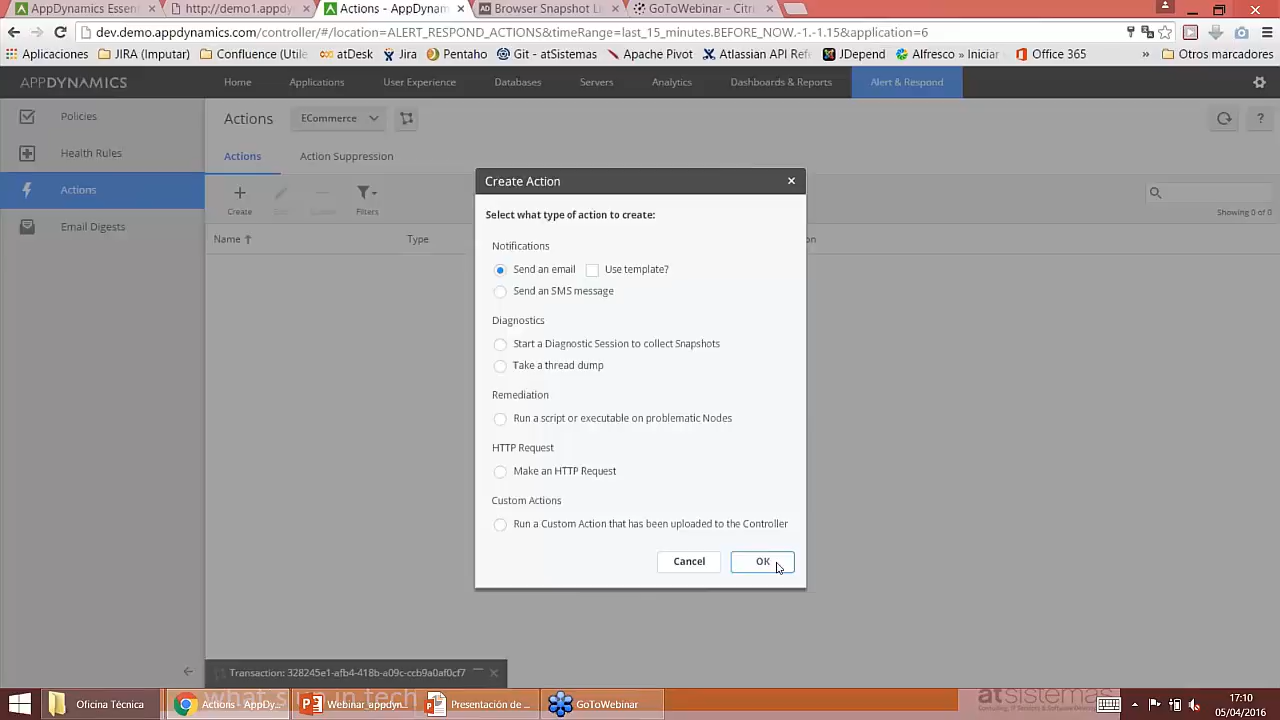 AppDynamics Essent
http://demo1.appdy
Actions - AppDynami
Browser Snapshot Li
GoToWebinar - Citri
dev.demo.appdynamics.com/controller/#/location=ALERT_RESPOND_ACTIONS&timeRange=last_15_minutes.BEFORE_NOW.-1.-1.15&application=6
Aplicaciones
JIRA (Imputar)
Confluence (UX)
atDesk
Jira
Pentaho
Git - atSistemas
Apache Pivot
Atlassian API Refe
JDepend
Alfresco » Iniciar
Office 365
»
Otros marcadores
APPDYNAMICS
Home
Applications
User Experience
Databases
Servers
Analytics
Dashboards & Reports
Alert & Respond
Policies
Health Rules
Actions
Email Digests
Actions
ECommerce
?
Actions
Action Suppression
Create
Filters
Showing 0 of 0
Name
Type
Create Action
Select what type of action to create:
Notifications
Send an email
Use template?
Send an SMS message
Diagnostics
Start a Diagnostic Session to collect Snapshots
Take a thread dump
Remediation
Run a script or executable on problematic Nodes
HTTP Request
Make an HTTP Request
Custom Actions
Run a Custom Action that has been uploaded to the Controller
Cancel
OK
Transaction: 328245e1-afb4-418b-a09c-ccb9a0af0cf7
Oficina Técnica
Actions - AppDy...
Webinar_appdyn...
Presentación de ...
GoToWebinar
atsistemas
17:10
05/04/2016